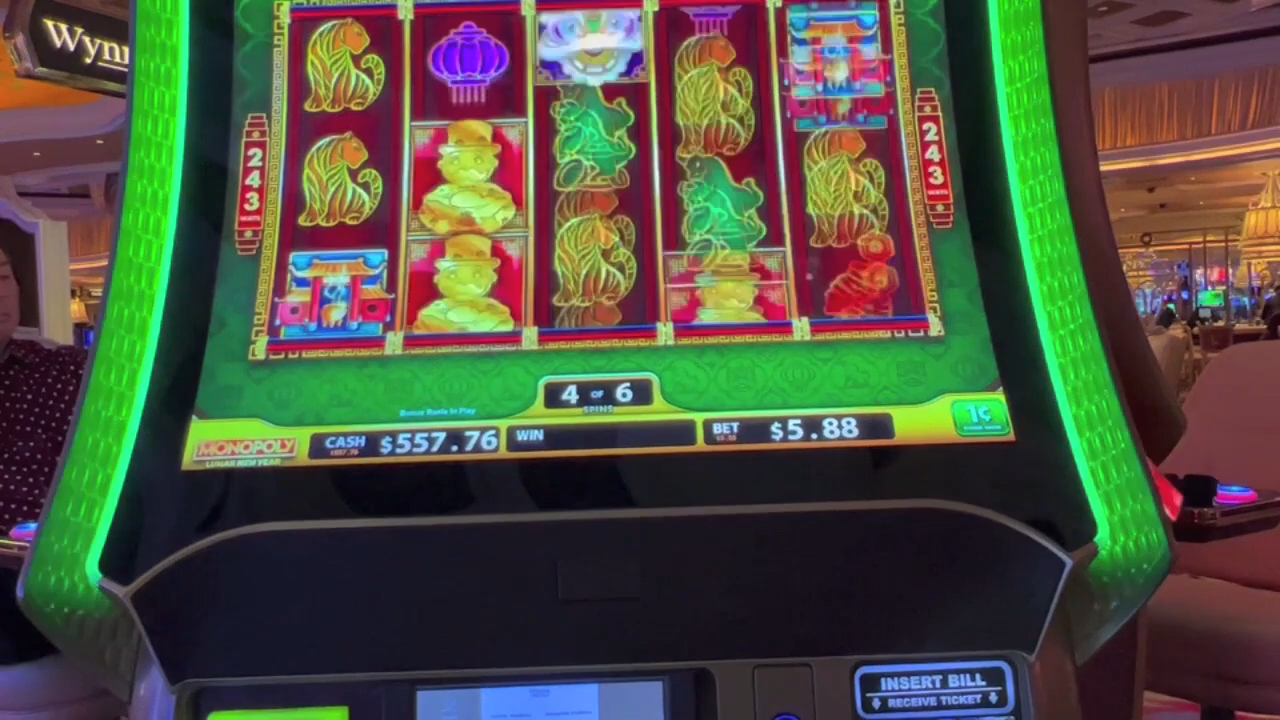 Wynn
243
WAYS
243
WAYS
4 OF 6
SPINS
Bonus Reels In Play
MONOPOLY
LUNAR NEW YEAR
CASH $557.76
WIN
BET $5.88
1¢
INSERT BILL
RECEIVE TICKET